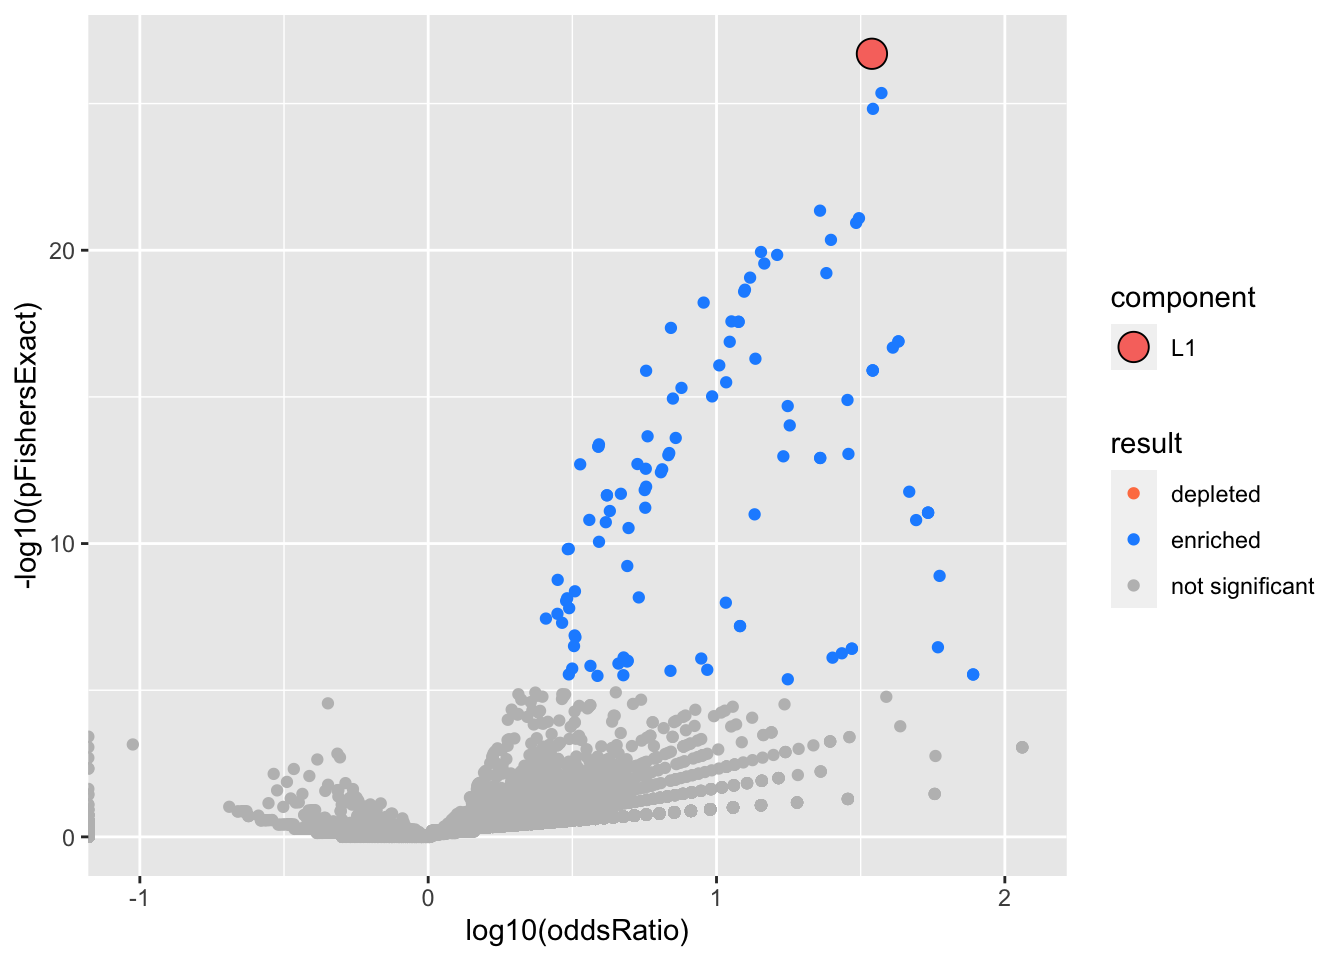 -log10(pFishersExact)
20
10
0
-1
0
1
2
log10(oddsRatio)
component
L1
result
depleted
enriched
not significant